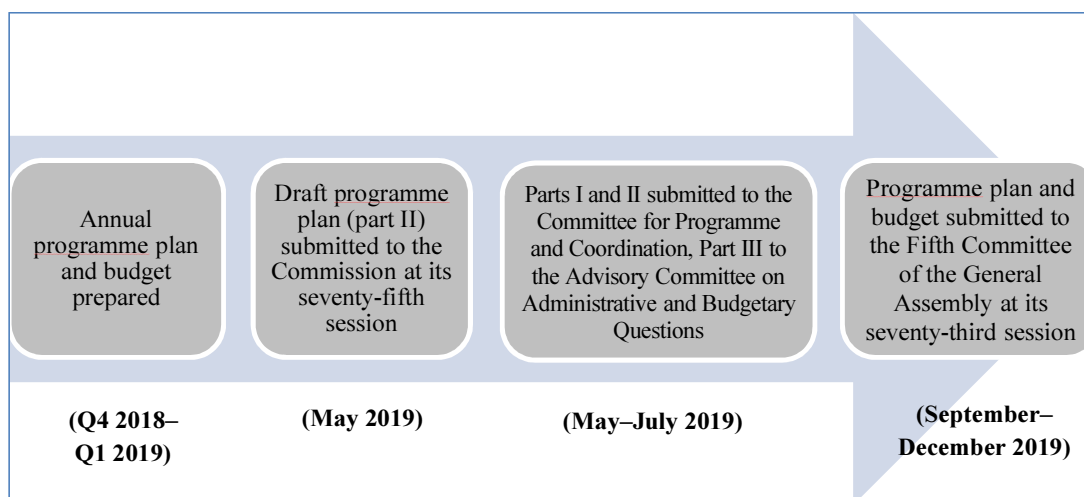 Annual
programme plan
and budget
prepared
Draft programme
plan (part II)
submitted to the
Commission at its
seventy-fifth
session
Parts I and II submitted to the
Committee for Programme
and Coordination, Part III to
the Advisory Committee on
Administrative and Budgetary
Questions
Programme plan and
budget submitted to
the Fifth Committee
of the General
Assembly at its
seventy-third session
(Q4 2018–
Q1 2019)
(May 2019)
(May–July 2019)
(September–
December 2019)